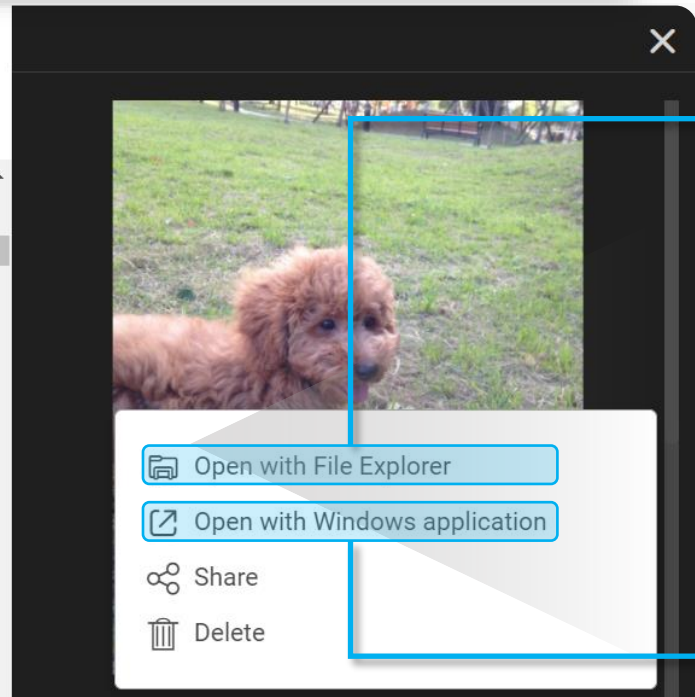 Open with File Explorer
Open with Windows application
Share
Delete